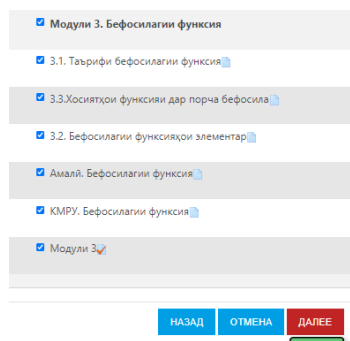 Модули 3. Бефосилагии функсия
3.1. Таърифи бефосилагии функсия
3.3.Хосиятҳои функсияи дар порча бефосила
3.2. Бефосилагии функсияҳои элементар
Амалӣ. Бефосилагии функсия
КМРУ. Бефосилагии функсия
Модули 3
НАЗАД ОТМЕНА ДАЛЕЕ